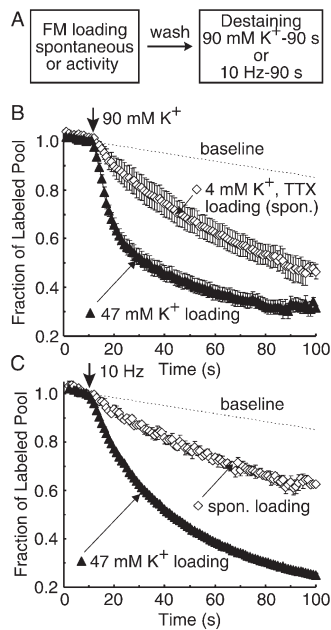 A
FM loading
spontaneous
or activity
wash
Destaining
90 mM K+-90 s
or
10 Hz-90 s
B
90 mM K+
baseline
4 mM K+, TTX
loading (spon.)
47 mM K+ loading
Fraction of Labeled Pool
1.0
0.8
0.6
0.4
0.2
0 20 40 60 80 100
Time (s)
C
10 Hz
baseline
spon. loading
47 mM K+ loading
Fraction of Labeled Pool
1.0
0.8
0.6
0.4
0.2
0 20 40 60 80 100
Time (s)